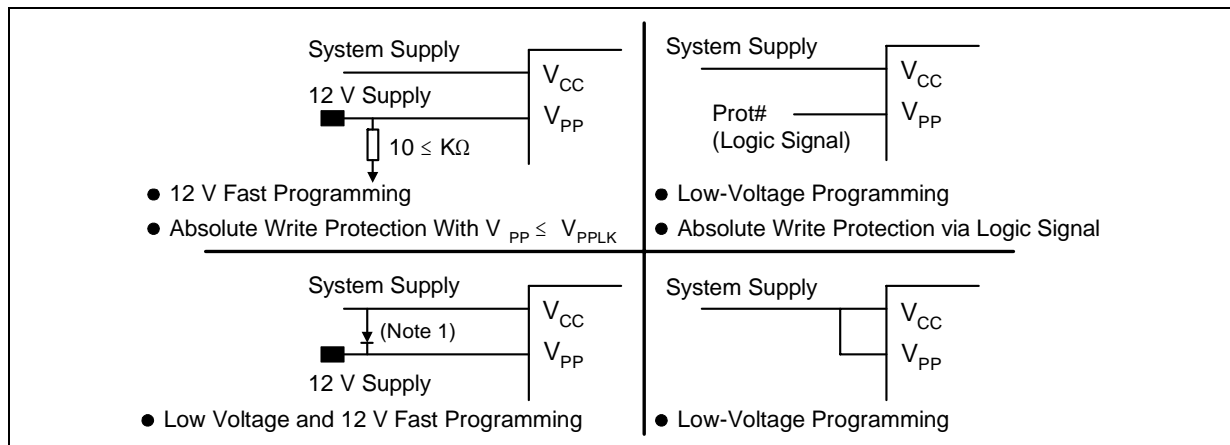 System Supply
V_CC
12 V Supply
V_PP
10 ≤ KΩ
● 12 V Fast Programming
● Absolute Write Protection With V_PP ≤ V_PPLK
System Supply
V_CC
Prot#
(Logic Signal)
V_PP
● Low-Voltage Programming
● Absolute Write Protection via Logic Signal
System Supply
V_CC
(Note 1)
V_PP
12 V Supply
● Low Voltage and 12 V Fast Programming
System Supply
V_CC
V_PP
● Low-Voltage Programming